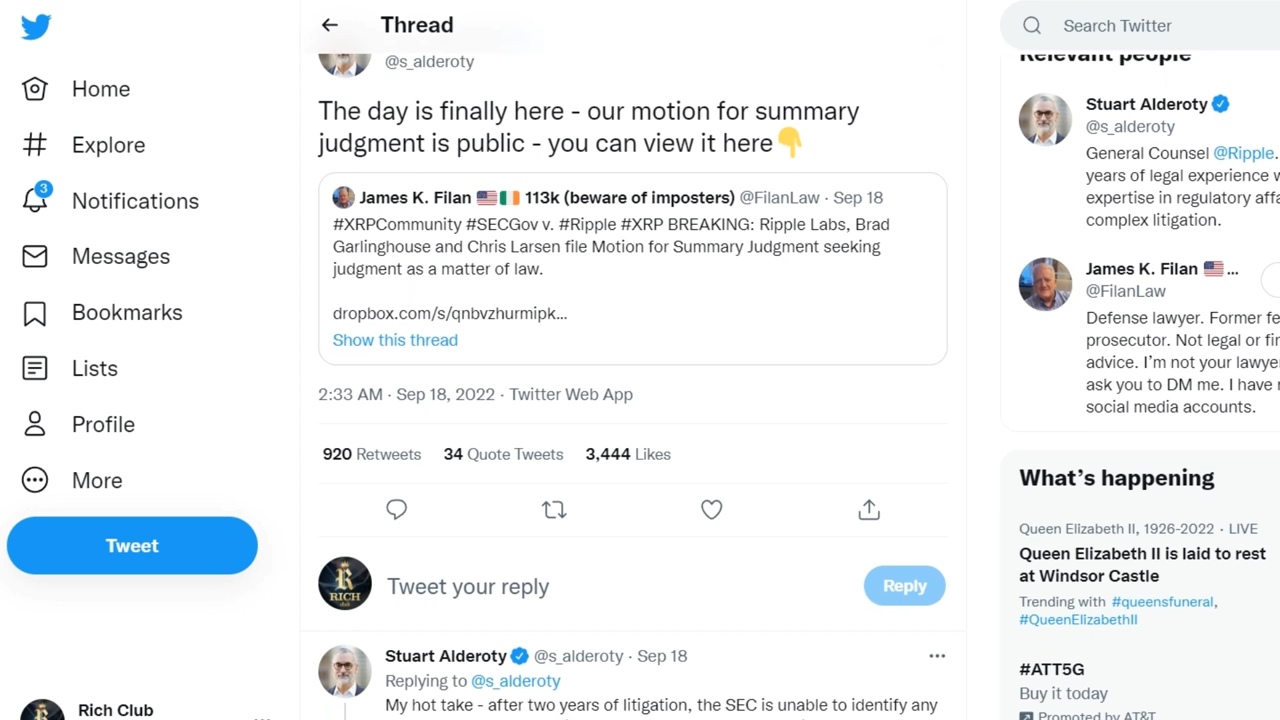 Home
Explore
3
Notifications
Messages
Bookmarks
Lists
Profile
More
Tweet
Rich Club
Thread
@s_alderoty
The day is finally here - our motion for summary
judgment is public - you can view it here👇
James K. Filan 🇺🇸🇮🇪 113k (beware of imposters) @FilanLaw · Sep 18
#XRPCommunity #SECGov v. #Ripple #XRP BREAKING: Ripple Labs, Brad
Garlinghouse and Chris Larsen file Motion for Summary Judgment seeking
judgment as a matter of law.
dropbox.com/s/qnbvzhurmipk...
Show this thread
2:33 AM · Sep 18, 2022 · Twitter Web App
920 Retweets 34 Quote Tweets 3,444 Likes
R
RICH
club
Tweet your reply
Reply
Stuart Alderoty @s_alderoty · Sep 18
Replying to @s_alderoty
My hot take - after two years of litigation, the SEC is unable to identify any
Search Twitter
Relevant people
Stuart Alderoty
@s_alderoty
General Counsel @Ripple.
years of legal experience w
expertise in regulatory affa
complex litigation.
James K. Filan 🇺🇸...
@FilanLaw
Defense lawyer. Former fe
prosecutor. Not legal or fin
advice. I'm not your lawye
ask you to DM me. I have n
social media accounts.
What's happening
Queen Elizabeth II, 1926-2022 · LIVE
Queen Elizabeth II is laid to rest
at Windsor Castle
Trending with #queensfuneral,
#QueenElizabethII
#ATT5G
Buy it today
Promoted by AT&T